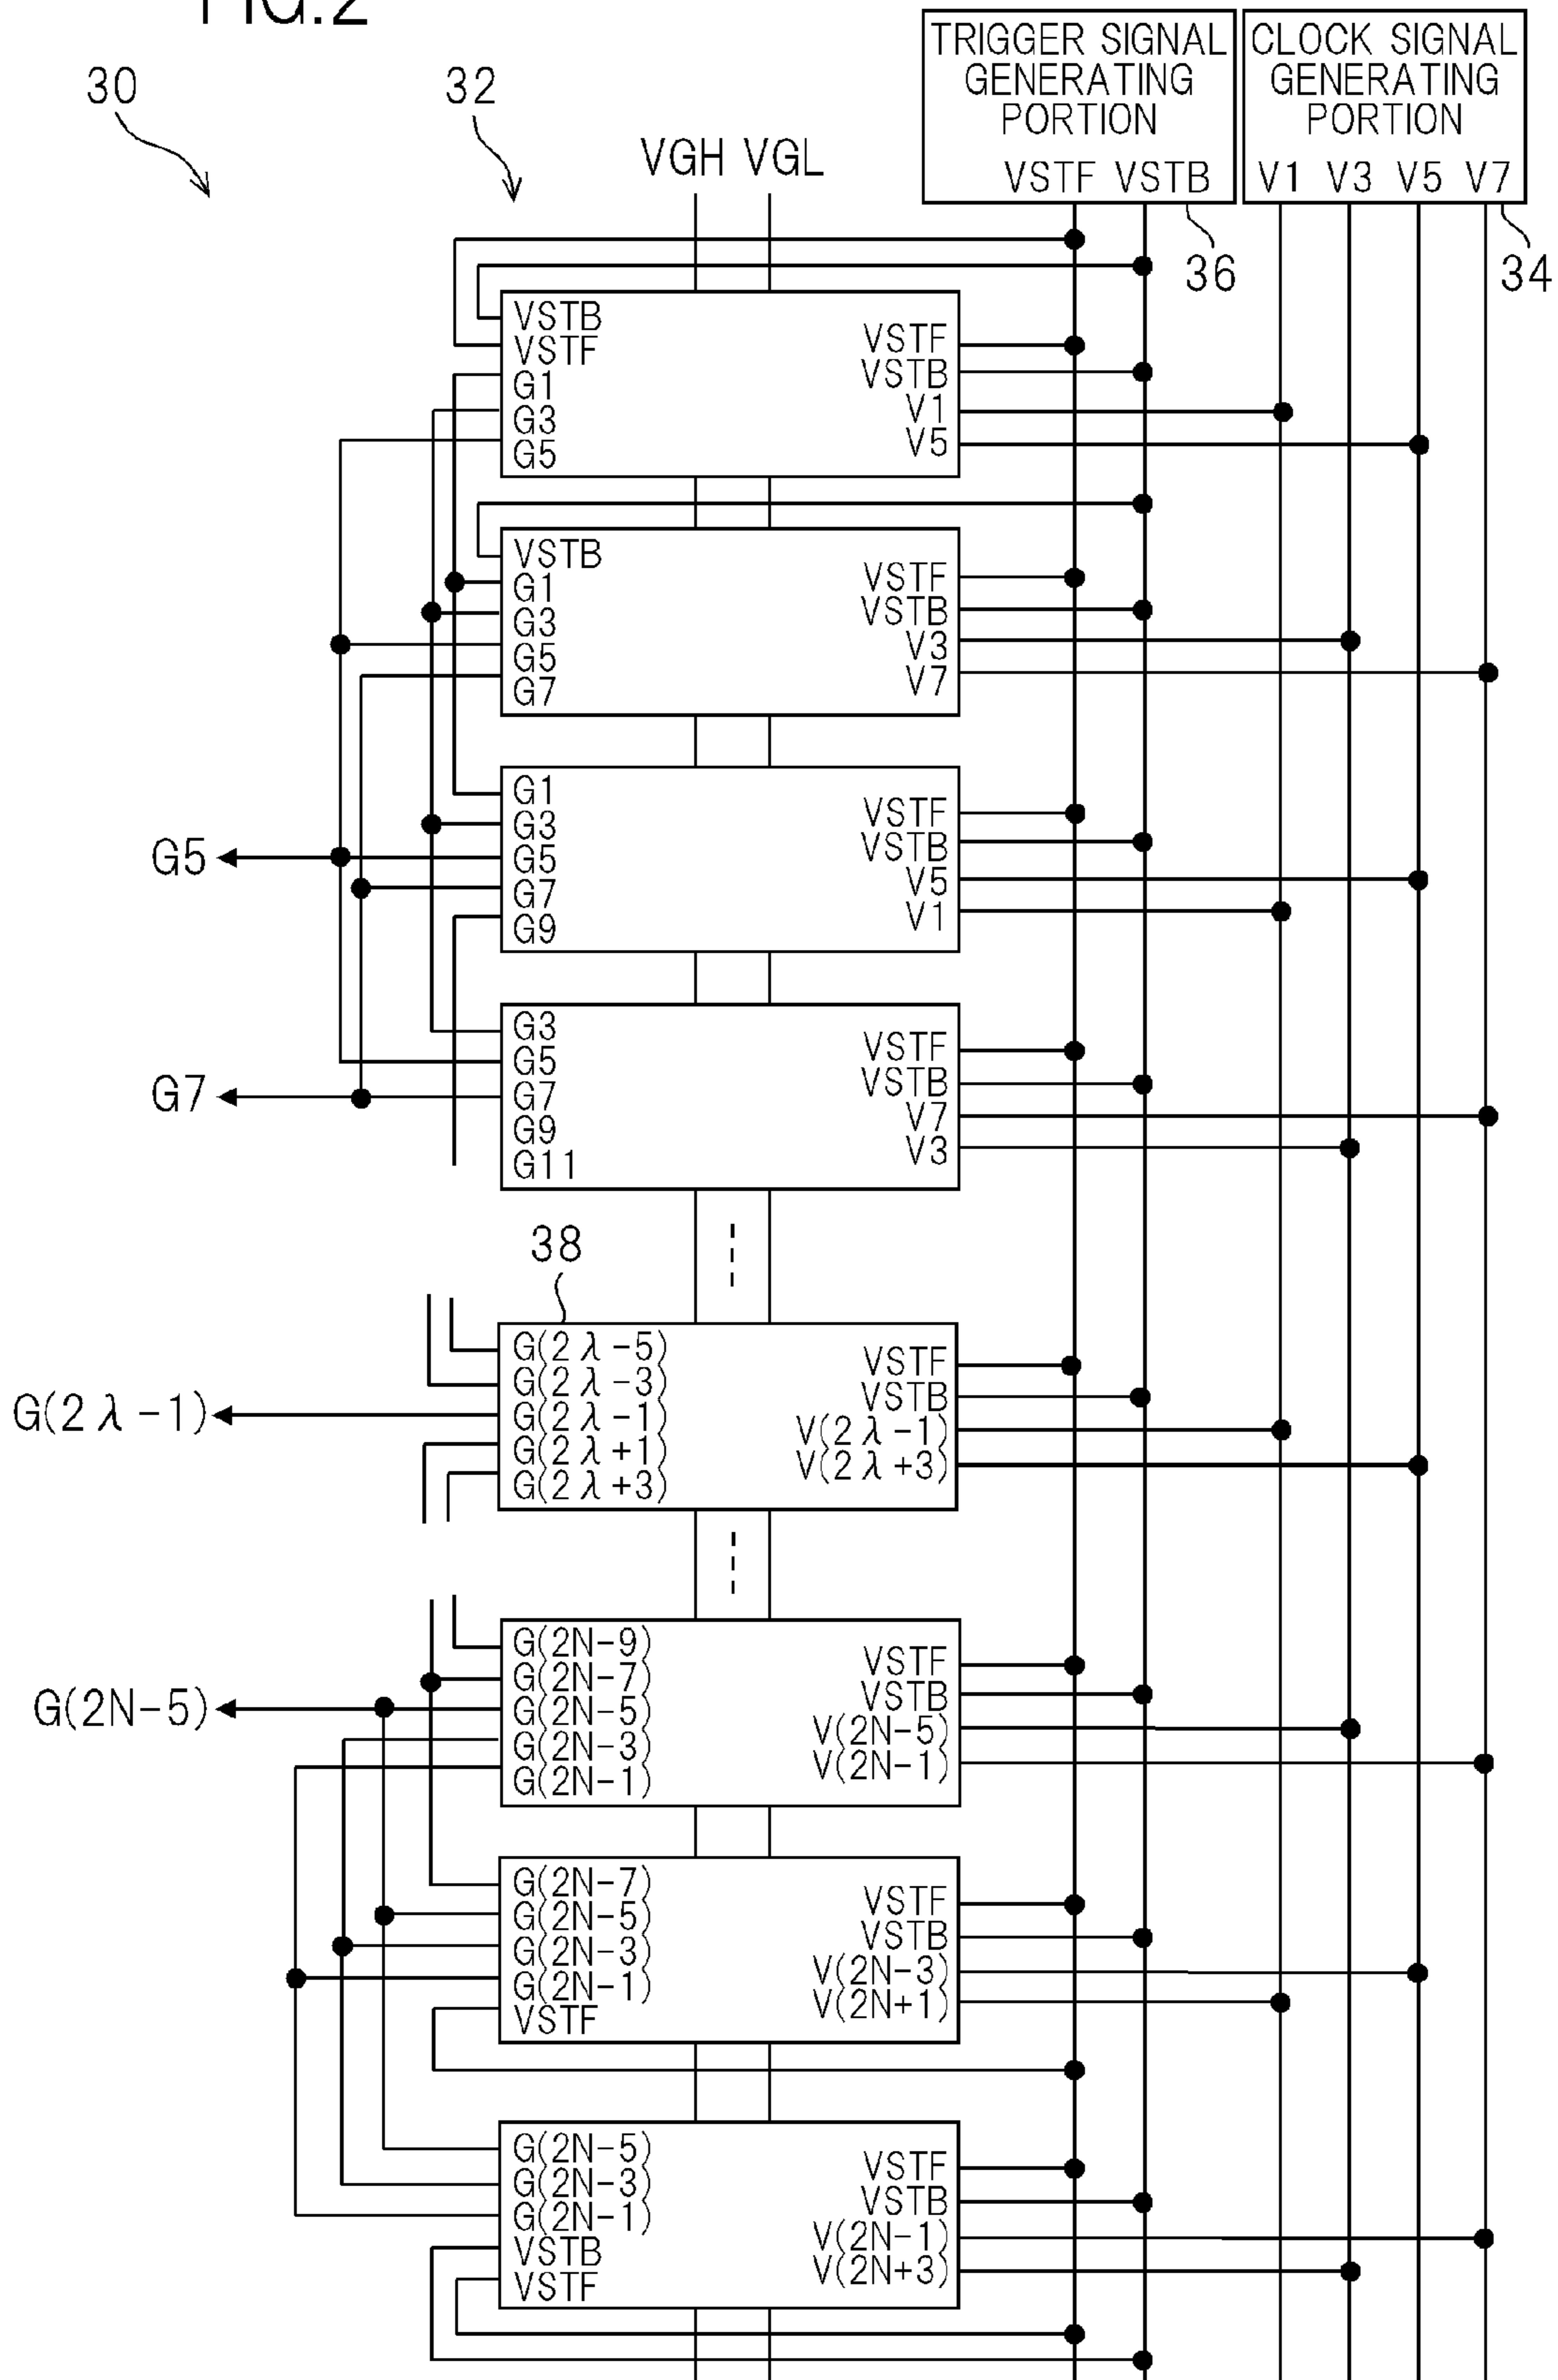 FIG.2
30
32
VGH VGL
TRIGGER SIGNAL
GENERATING
PORTION
VSTF VSTB
CLOCK SIGNAL
GENERATING
PORTION
V1 V3 V5 V7
36
34
VSTB
VSTF
G1
G3
G5
VSTF
VSTB
V1
V5
VSTB
G1
G3
G5
G7
VSTF
VSTB
V3
V7
G5
G1
G3
G5
G7
G9
VSTF
VSTB
V5
V1
G7
G3
G5
G7
G9
G11
VSTF
VSTB
V7
V3
38
G(2λ-1)
G(2λ-5)
G(2λ-3)
G(2λ-1)
G(2λ+1)
G(2λ+3)
VSTF
VSTB
V(2λ-1)
V(2λ+3)
G(2N-5)
G(2N-9)
G(2N-7)
G(2N-5)
G(2N-3)
G(2N-1)
VSTF
VSTB
V(2N-5)
V(2N-1)
G(2N-7)
G(2N-5)
G(2N-3)
G(2N-1)
VSTF
VSTF
VSTB
V(2N-3)
V(2N+1)
G(2N-5)
G(2N-3)
G(2N-1)
VSTB
VSTF
VSTF
VSTB
V(2N-1)
V(2N+3)